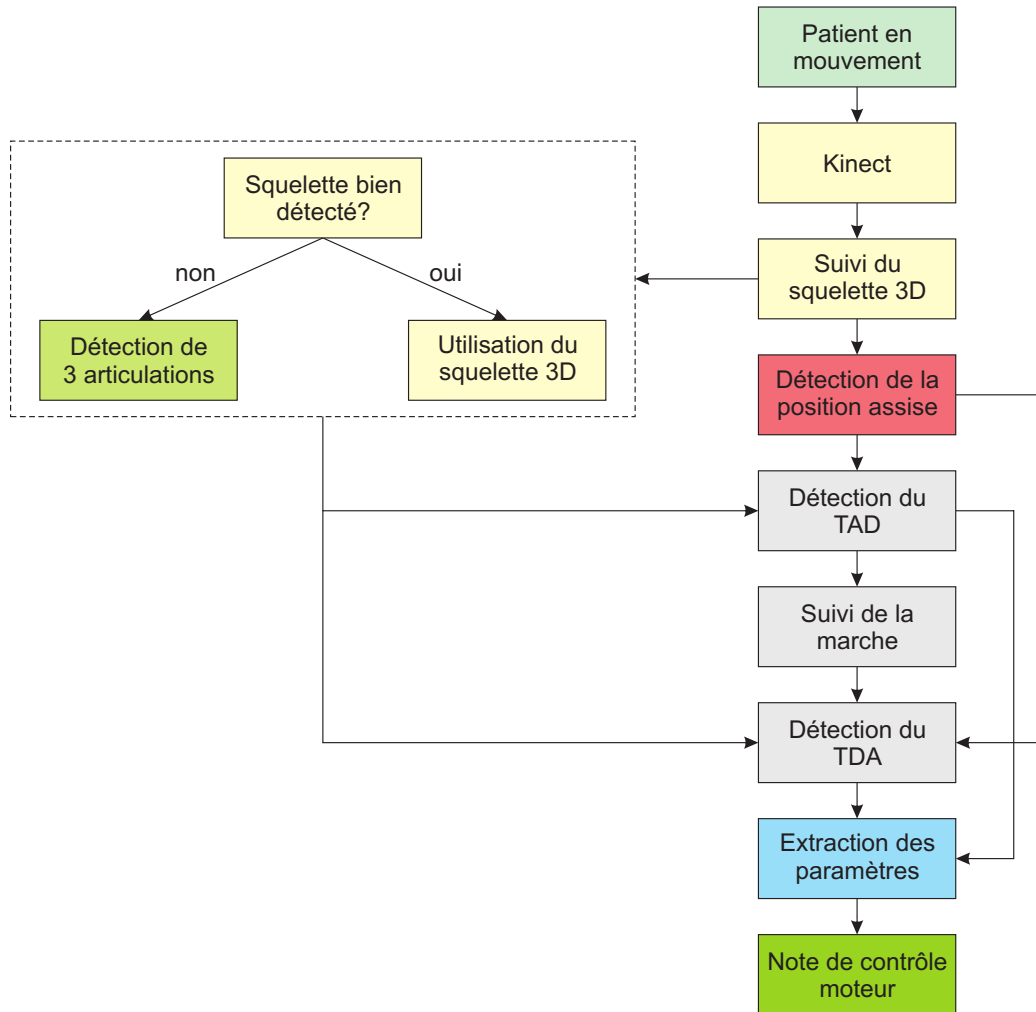 Patient en
mouvement
Kinect
Squelette bien
détecté?
non
oui
Suivi du
squelette 3D
Détection de
3 articulations
Utilisation du
squelette 3D
Détection de la
position assise
Détection du
TAD
Suivi de la
marche
Détection du
TDA
Extraction des
paramètres
Note de contrôle
moteur